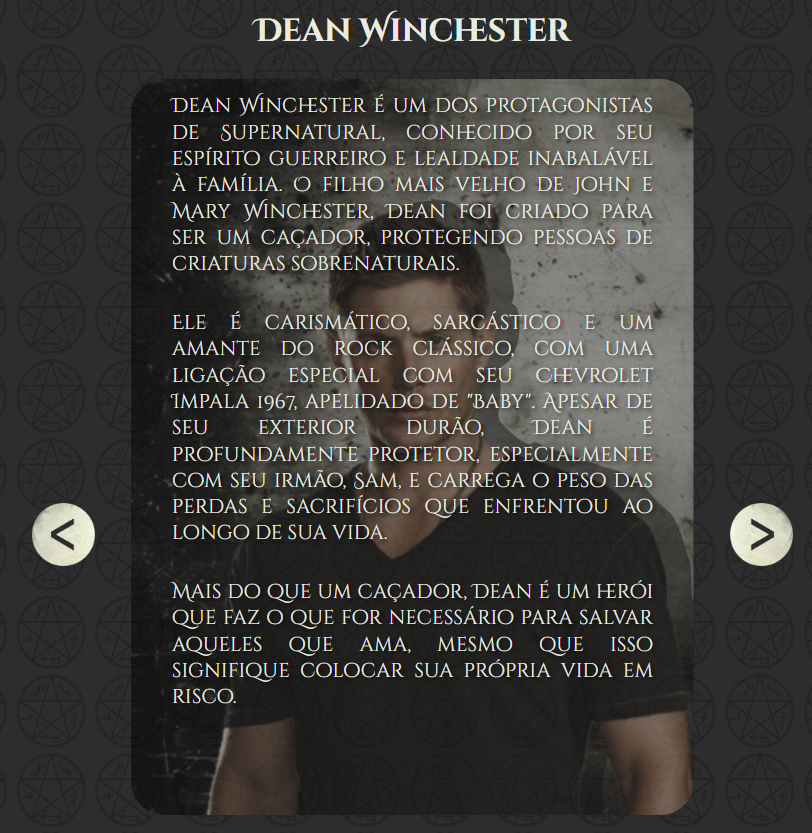 Dean Winchester
Dean Winchester é um dos protagonistas
de Supernatural, conhecido por seu
espírito guerreiro e lealdade inabalável
à família. O filho mais velho de John e
Mary Winchester, Dean foi criado para
ser um caçador, protegendo pessoas de
criaturas sobrenaturais.
Ele é carismático, sarcástico e um
amante do rock clássico, com uma
ligação especial com seu Chevrolet
Impala 1967, apelidado de "Baby". Apesar de
seu exterior durão, Dean é
profundamente protetor, especialmente
com seu irmão, Sam, e carrega o peso das
perdas e sacrifícios que enfrentou ao
longo de sua vida.
Mais do que um caçador, Dean é um herói
que faz o que for necessário para salvar
aqueles que ama, mesmo que isso
signifique colocar sua própria vida em
risco.
< >